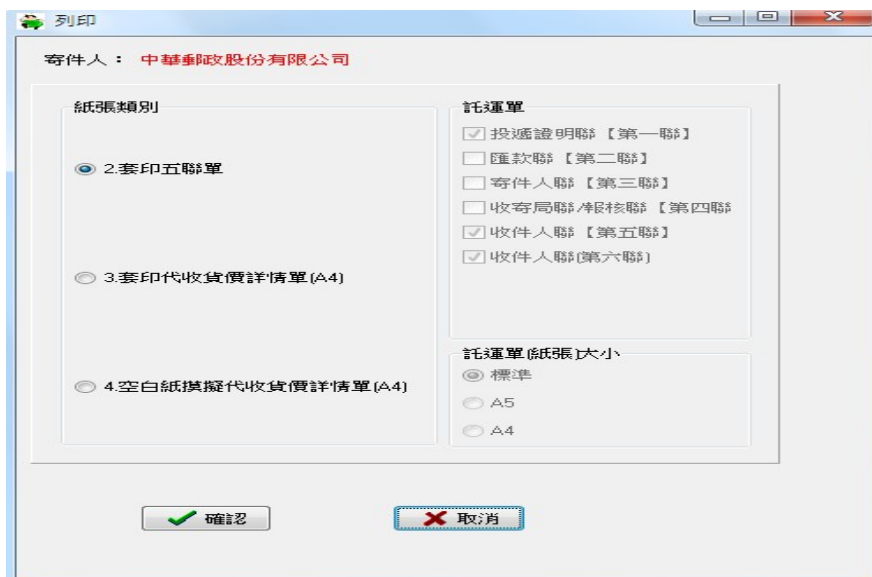 列印
寄件人： 中華郵政股份有限公司
紙張類別
2.套印五聯單
3.套印代收貨價詳情單(A4)
4.空白紙摸擬代收貨價詳情單(A4)
託運單
投遞證明聯【第一聯】
匯款聯【第二聯】
寄件人聯【第三聯】
收寄局聯/報核聯【第四聯
收件人聯【第五聯】
收件人聯(第六聯)
託運單(紙張)大小
標準
A5
A4
確認
取消